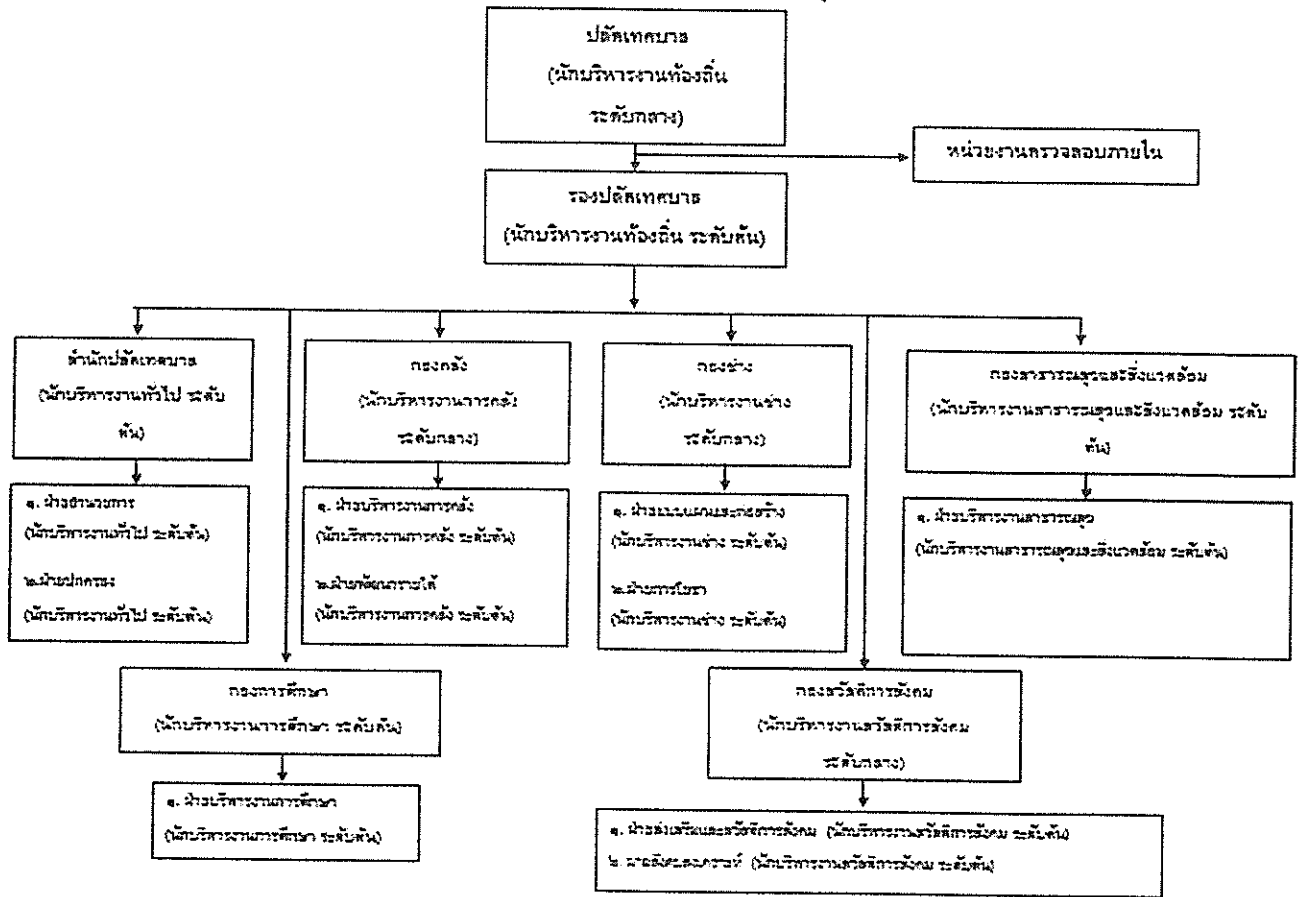 ปลัดเทศบาล
(นักบริหารงานท้องถิ่น
ระดับกลาง)
หน่วยงานตรวจสอบภายใน
รองปลัดเทศบาล
(นักบริหารงานท้องถิ่น ระดับต้น)
สำนักปลัดเทศบาล
(นักบริหารงานทั่วไป ระดับ
ต้น)
กองคลัง
(นักบริหารงานการคลัง
ระดับกลาง)
กองช่าง
(นักบริหารงานช่าง
ระดับกลาง)
กองสาธารณสุขและสิ่งแวดล้อม
(นักบริหารงานสาธารณสุขและสิ่งแวดล้อม ระดับ
ต้น)
๑. ฝ่ายอำนวยการ
(นักบริหารงานทั่วไป ระดับต้น)
๒.ฝ่ายปกครอง
(นักบริหารงานทั่วไป ระดับต้น)
๑. ฝ่ายบริหารงานการคลัง
(นักบริหารงานการคลัง ระดับต้น)
๒.ฝ่ายพัฒนารายได้
(นักบริหารงานการคลัง ระดับต้น)
๑. ฝ่ายแบบแผนและก่อสร้าง
(นักบริหารงานช่าง ระดับต้น)
๒.ฝ่ายการโยธา
(นักบริหารงานช่าง ระดับต้น)
๑. ฝ่ายบริหารงานสาธารณสุข
(นักบริหารงานสาธารณสุขและสิ่งแวดล้อม ระดับต้น)
กองการศึกษา
(นักบริหารงานการศึกษา ระดับต้น)
กองสวัสดิการสังคม
(นักบริหารงานสวัสดิการสังคม
ระดับกลาง)
๑. ฝ่ายบริหารงานการศึกษา
(นักบริหารงานการศึกษา ระดับต้น)
๑. ฝ่ายส่งเสริมและสวัสดิการสังคม (นักบริหารงานสวัสดิการสังคม ระดับต้น)
๒. ฝ่ายสังคมสงเคราะห์ (นักบริหารงานสวัสดิการสังคม ระดับต้น)